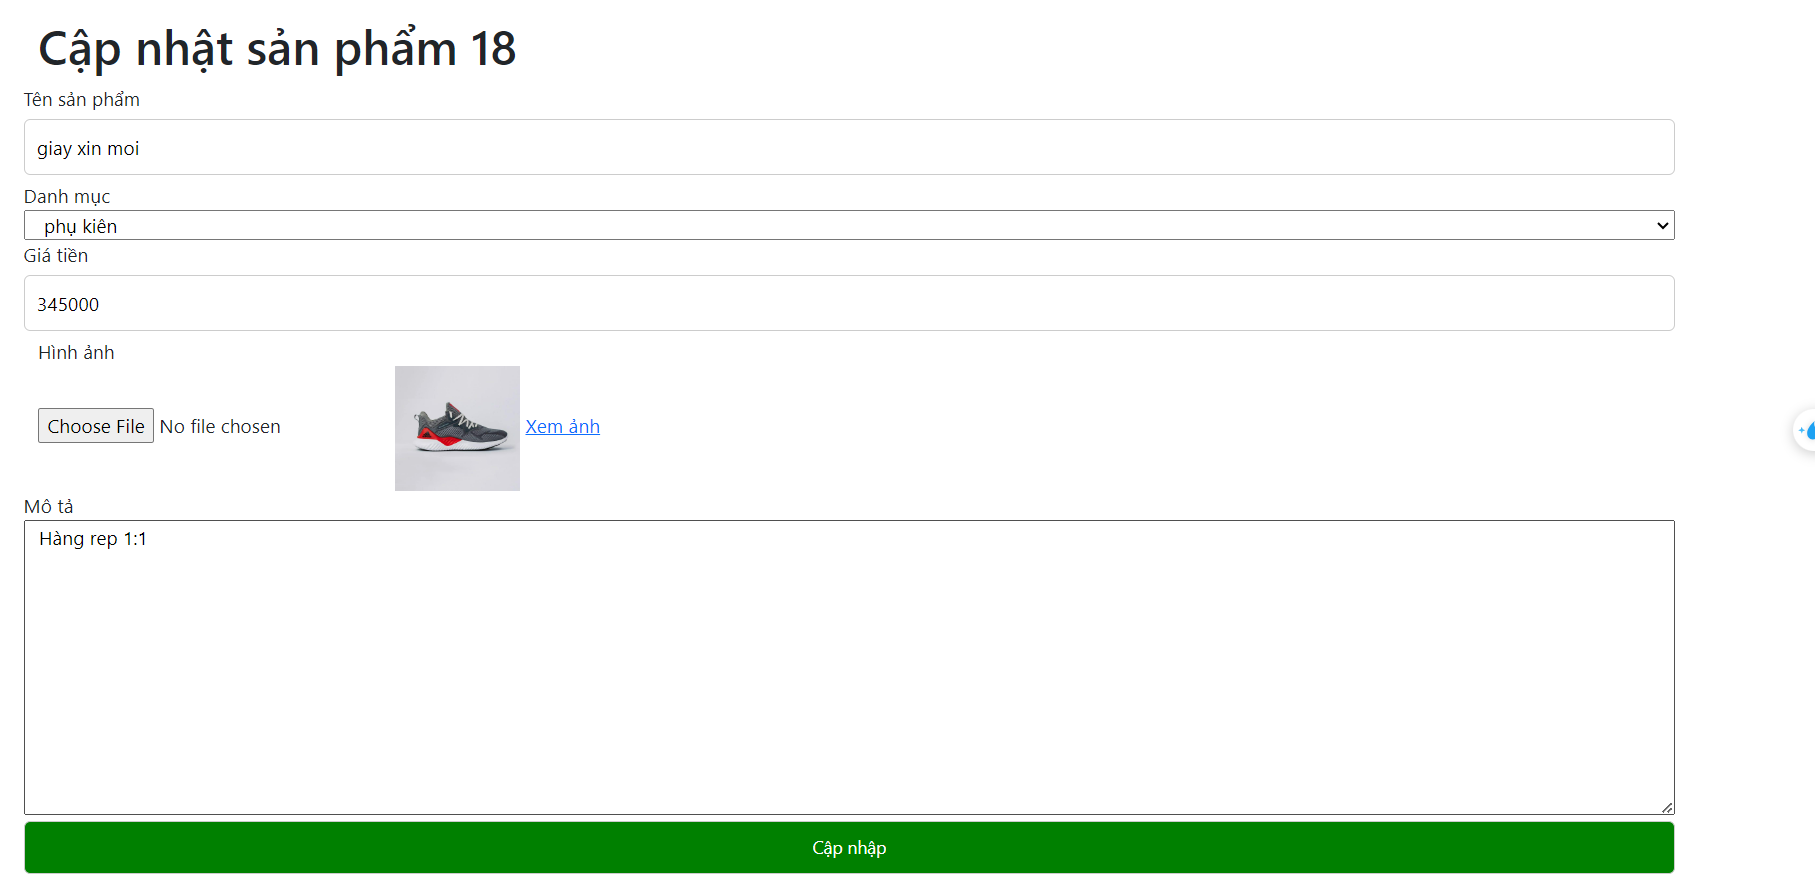 Cập nhật sản phẩm 18
Tên sản phẩm
giay xin moi
Danh mục
phụ kiên
Giá tiền
345000
Hình ảnh
Choose File No file chosen Xem ảnh
Mô tả
Hàng rep 1:1
Cập nhập